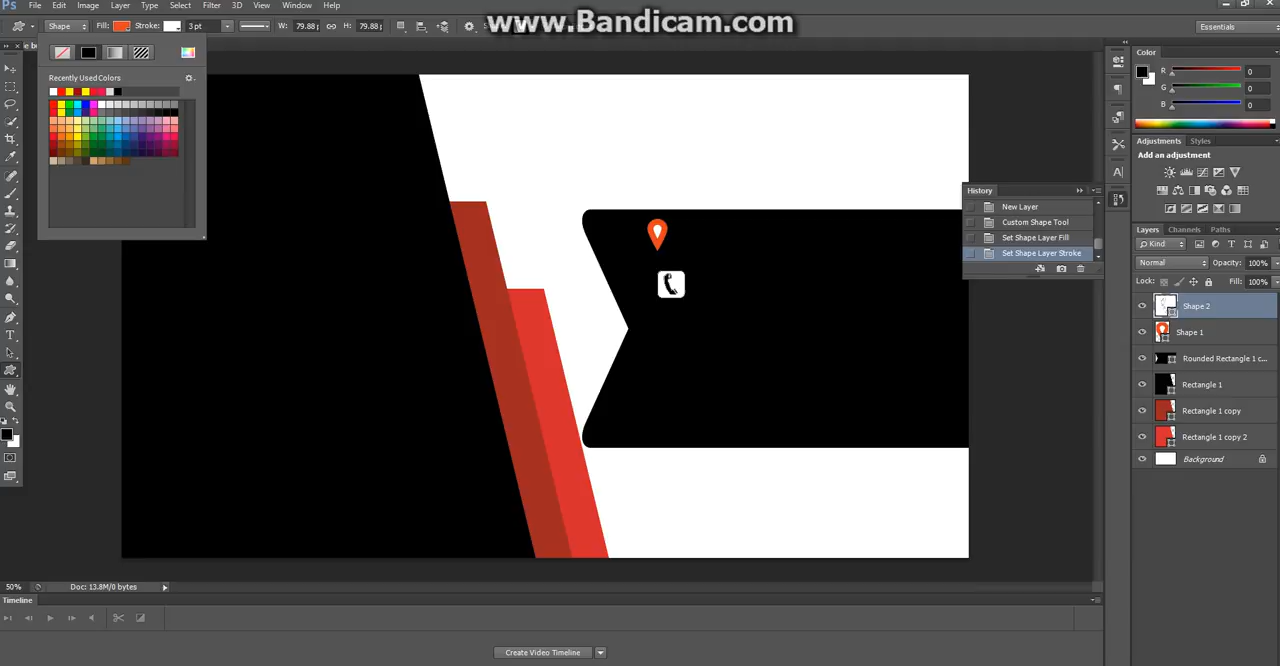 Ps File Edit Image Layer Type Select Filter 3D View Window Help
www.Bandicam.com
Shape Fill: Stroke: 3 pt W: 79.88 H: 79.88 Essentials
Recently Used Colors
Color
R 0
G 0
B 0
Adjustments Styles
Add an adjustment
History
New Layer
Custom Shape Tool
Set Shape Layer Fill
Set Shape Layer Stroke
Layers Channels Paths
Kind
Normal Opacity: 100%
Lock: Fill: 100%
Shape 2
Shape 1
Rounded Rectangle 1 c...
Rectangle 1
Rectangle 1 copy
Rectangle 1 copy 2
Background
50% Doc: 13.8M/0 bytes
Timeline
Create Video Timeline